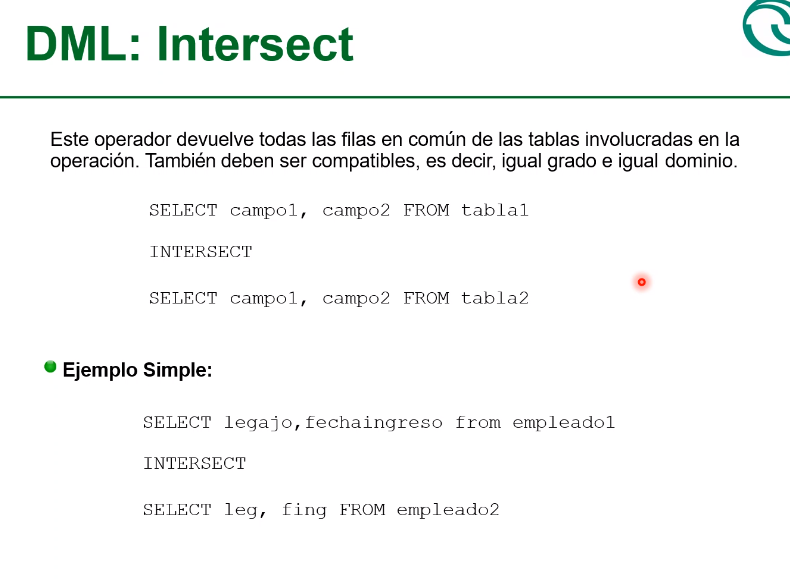 DML: Intersect
Este operador devuelve todas las filas en común de las tablas involucradas en la
operación. También deben ser compatibles, es decir, igual grado e igual dominio.
SELECT campo1, campo2 FROM tabla1
INTERSECT
SELECT campo1, campo2 FROM tabla2
Ejemplo Simple:
SELECT legajo,fechaingreso from empleado1
INTERSECT
SELECT leg, fing FROM empleado2